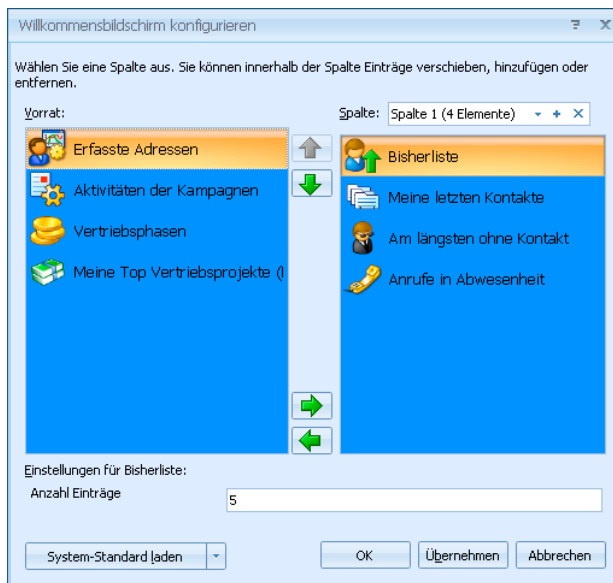 Willkommensbildschirm konfigurieren
Wählen Sie eine Spalte aus. Sie können innerhalb der Spalte Einträge verschieben, hinzufügen oder
entfernen.
Vorrat:
Erfasste Adressen
Aktivitäten der Kampagnen
Vertriebsphasen
Meine Top Vertriebsprojekte (
Spalte: Spalte 1 (4 Elemente)
Bisherliste
Meine letzten Kontakte
Am längsten ohne Kontakt
Anrufe in Abwesenheit
Einstellungen für Bisherliste:
Anzahl Einträge 5
System-Standard laden OK Übernehmen Abbrechen